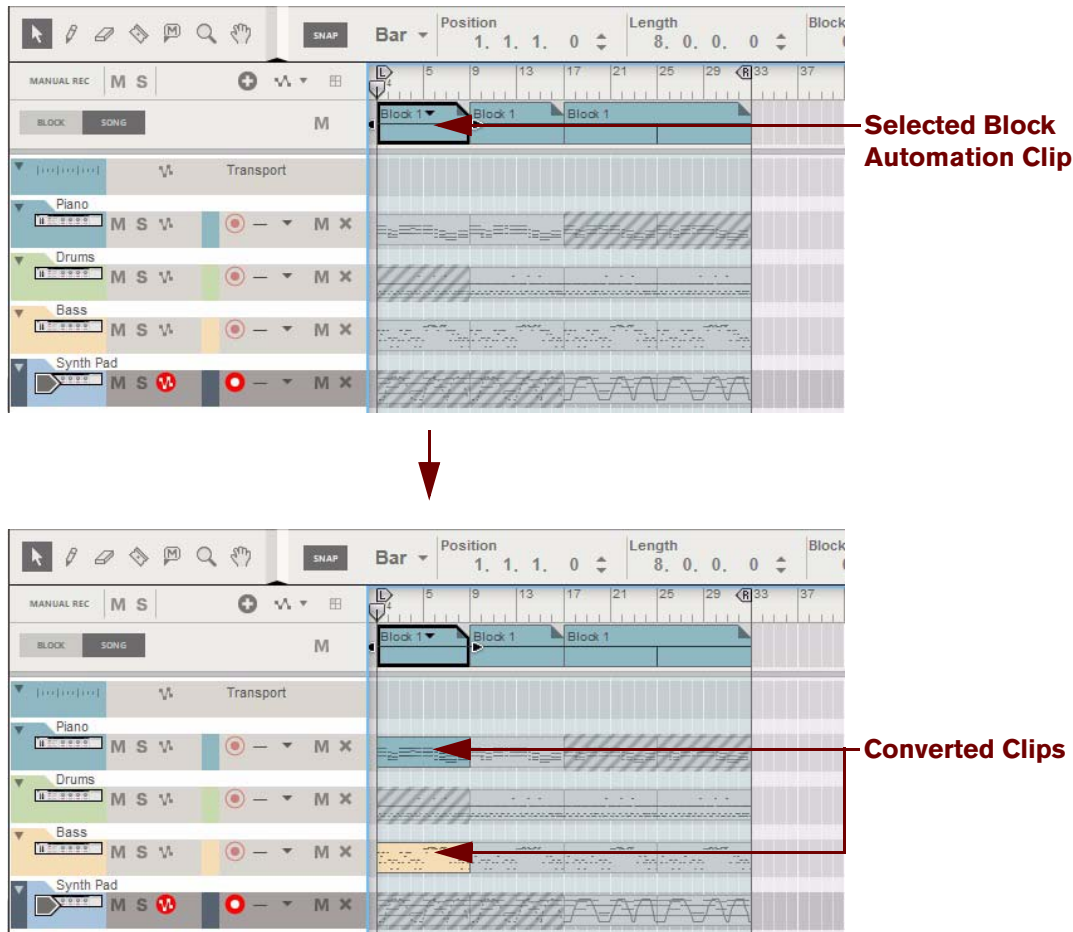 Position Length Block
SNAP Bar 1. 1. 1. 0 8. 0. 0. 0
MANUAL REC M S L 5 9 13 17 21 25 29 R 33 37
4
BLOCK SONG M Block 1 Block 1 Block 1
Selected Block
Automation Clip
Transport
Piano
M S M
Drums
M S M
Bass
M S M
Synth Pad
M S M
Position Length Block
SNAP Bar 1. 1. 1. 0 8. 0. 0. 0
MANUAL REC M S L 5 9 13 17 21 25 29 R 33 37
4
BLOCK SONG M Block 1 Block 1 Block 1
Transport
Piano
M S M
Converted Clips
Drums
M S M
Bass
M S M
Synth Pad
M S M